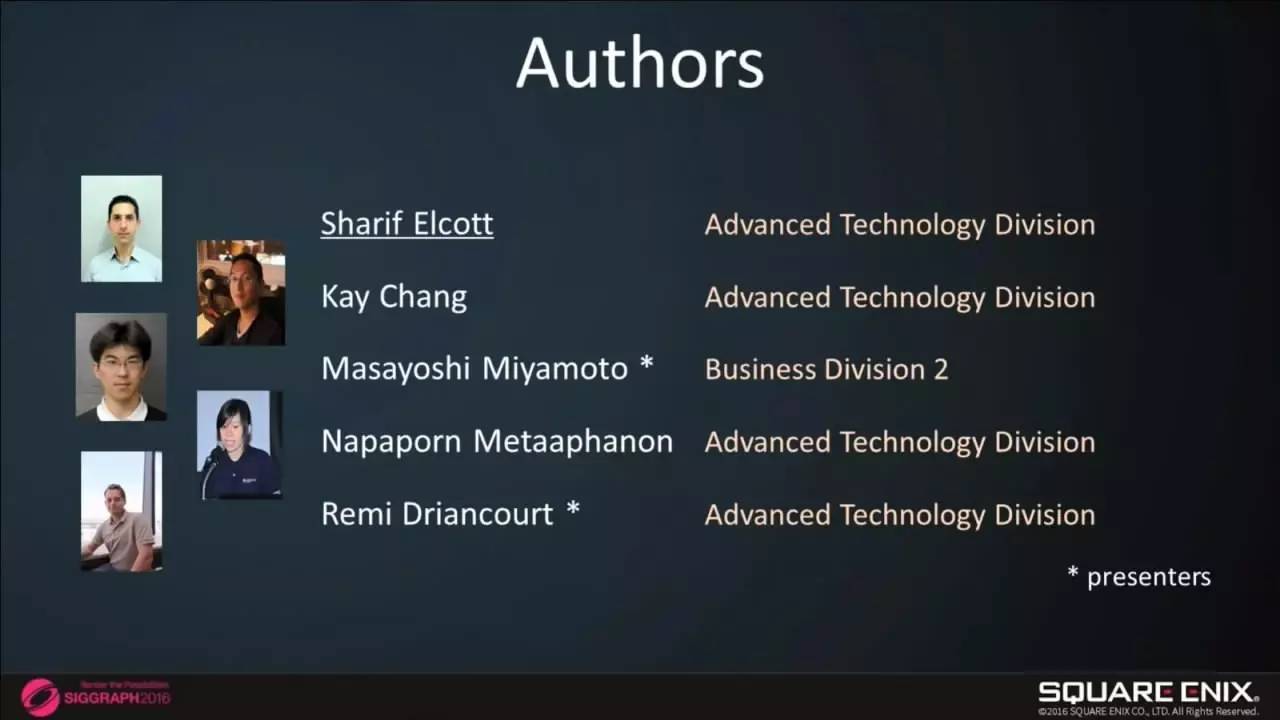 Authors
Sharif Elcott Advanced Technology Division
Kay Chang Advanced Technology Division
Masayoshi Miyamoto * Business Division 2
Napaporn Metaaphanon Advanced Technology Division
Remi Driancourt * Advanced Technology Division
* presenters
Render the Possibilities
SIGGRAPH2016
SQUARE ENIX®
©2016 SQUARE ENIX CO., LTD. All Rights Reserved.